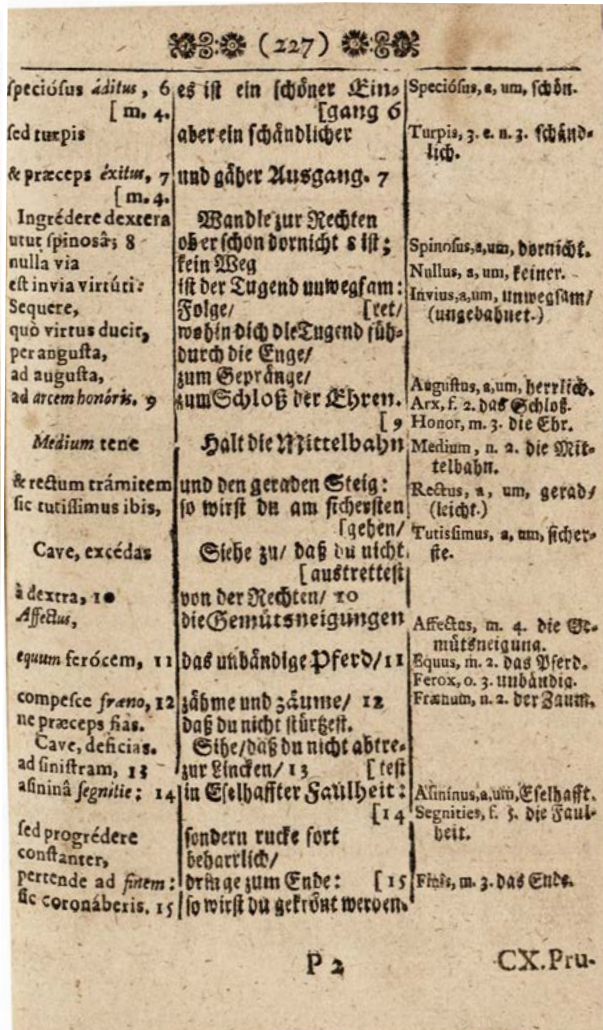 (227)
speciósus áditus, 6
[m. 4.
sed turpis
& præceps éxitus, 7
[m. 4.
Ingrédere dextera
utut spinosâ; 8
nulla via
est invia virtúti:
Sequere,
quò virtus ducit,
per angusta,
ad augusta,
ad arcem honóris. 9
Medium tene
& rectum trámitem
sic tutissimus ibis,
Cave, excédas
à dextra, 10
Affectus,
equum ferócem, 11
compesce fræno, 12
ne præceps fias.
Cave, deficias.
ad sinistram, 13
asininâ segnitie: 14
sed progrédere
constanter,
pertende ad finem:
sic coronáberis. 15
es ist ein schöner Ein-
[gang 6
aber ein schändlicher
und gäher Ausgang. 7
Wandle zur Rechten
ob er schon dornicht 8 ist;
kein Weg
ist der Tugend unwegsam:
Folge/ [ret/
wohin dich die Tugend füh-
durch die Enge/
zum Gepränge/
zum Schloß der Ehren.
[9
Halt die Mittelbahn
und den geraden Steig:
so wirst du am sichersten
[gehen/
Siehe zu/ daß du nicht
[austrettest
von der Rechten/ 10
die Gemütsneigungen
das unbändige Pferd/ 11
zähme und zäume/ 12
daß du nicht stürtzest.
Sihe/ daß du nicht abtre-
zur Lincken/ 13 [test
in Eselhaffter Faulheit:
[14
sondern rucke fort
beharrlich/
dringe zum Ende: [15
so wirst du gekrönt werden.
Speciósus, a, um, schön.
Turpis, 3. e. n. 3. schänd-
lich.
Spinosus, a, um, dornicht.
Nullus, a, um, keiner.
Invius, a, um, unwegsam/
(ungebahnet.)
Augustus, a, um, herrlich.
Arx, f. 2. das Schloß.
Honor, m. 3. die Ehr.
Medium, n. 2. die Mit-
telbahn.
Rectus, a, um, gerad/
(leicht.)
Tutissimus, a, um, sicher-
ste.
Affectus, m. 4. die Ge-
mütsneigung.
Equus, m. 2. das Pferd.
Ferox, o. 3. unbändig.
Frænum, n. 2. der Zaum.
Asininus, a, um, Eselhafft.
Segnities, f. 5. die Faul-
heit.
Finis, m. 3. das Ende.
P 2
CX. Pru-